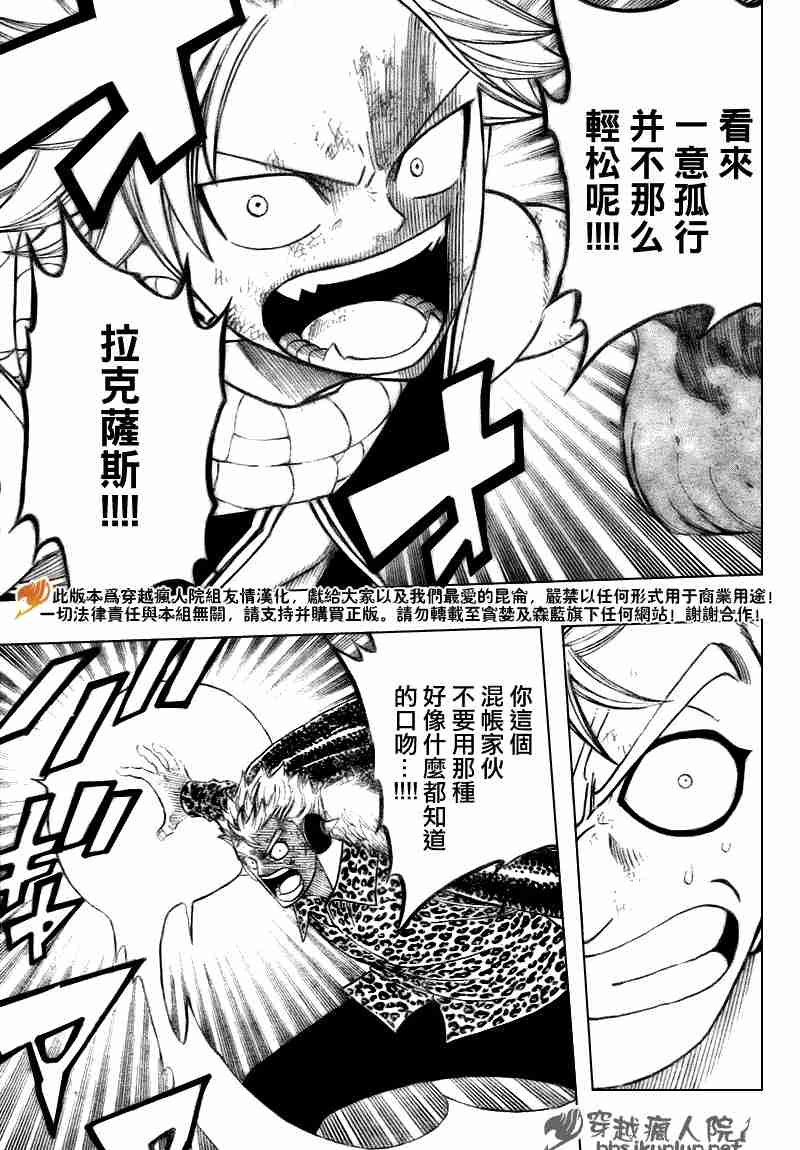 看來
一意孤行
并不那么
輕松呢!!!!
拉克薩斯!!!!
此版本爲穿越瘋人院組友情漢化，獻給大家以及我們最愛的昆侖，嚴禁以任何形式用于商業用途！
一切法律責任與本組無關，請支持并購買正版。請勿轉載至貪婪及森藍旗下任何網站！謝謝合作！
你這個
混帳家伙
不要用那種
好像什麼都知道
的口吻…!!!!
穿越瘋人院
bbs.ikunlun.net